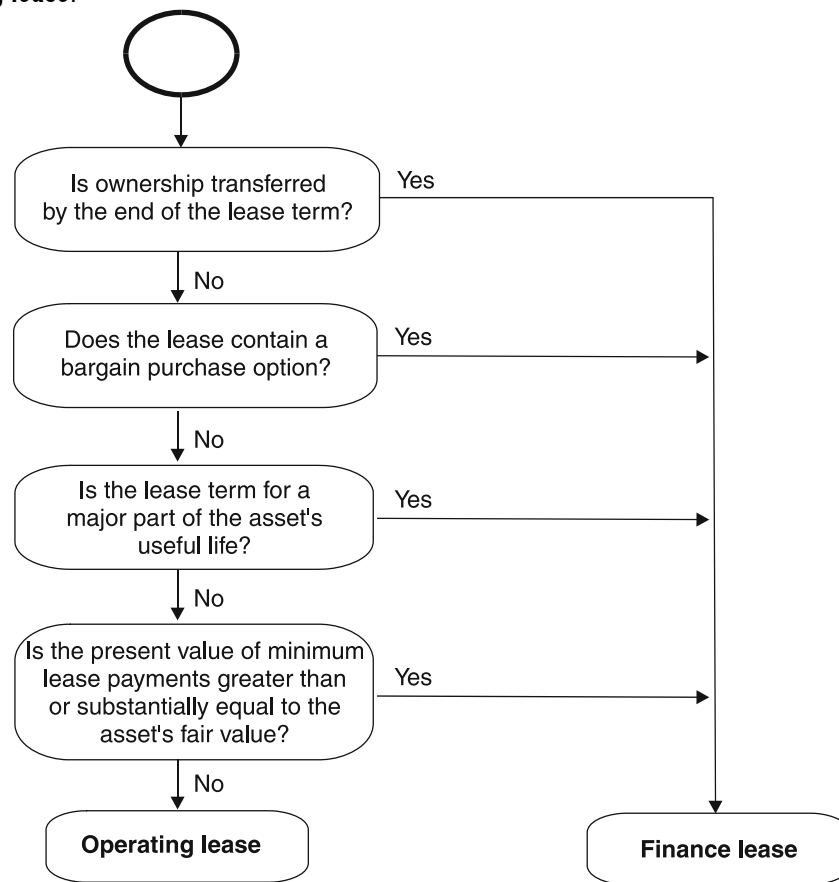 lease.
Is ownership transferred
by the end of the lease term?
Yes
No
Does the lease contain a
bargain purchase option?
Yes
No
Is the lease term for a
major part of the asset's
useful life?
Yes
No
Is the present value of minimum
lease payments greater than
or substantially equal to the
asset's fair value?
Yes
No
Operating lease
Finance lease